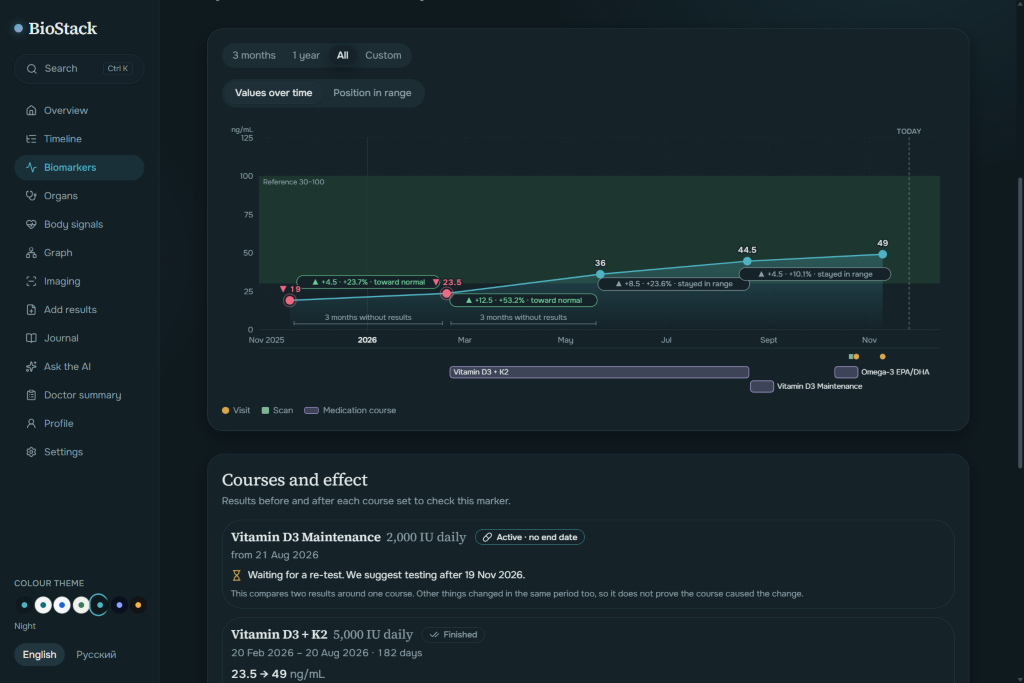 BioStack
Search Ctrl K
Overview
Timeline
Biomarkers
Organs
Body signals
Graph
Imaging
Add results
Journal
Ask the AI
Doctor summary
Profile
Settings
COLOUR THEME
Night
English Русский
3 months 1 year All Custom
Values over time Position in range
ng/mL
125
100
75
50
25
0
TODAY
Reference 30–100
▼ 19
▲ +4.5 · +23.7% · toward normal
▼ 23.5
▲ +12.5 · +53.2% · toward normal
36
▲ +8.5 · +23.6% · stayed in range
44.5
▲ +4.5 · +10.1% · stayed in range
49
3 months without results
3 months without results
Nov 2025 2026 Mar May Jul Sept Nov
Vitamin D3 + K2
Omega-3 EPA/DHA
Vitamin D3 Maintenance
Visit Scan Medication course
Courses and effect
Results before and after each course set to check this marker.
Vitamin D3 Maintenance 2,000 IU daily Active · no end date
from 21 Aug 2026
Waiting for a re-test. We suggest testing after 19 Nov 2026.
This compares two results around one course. Other things changed in the same period too, so it does not prove the course caused the change.
Vitamin D3 + K2 5,000 IU daily Finished
20 Feb 2026 – 20 Aug 2026 · 182 days
23.5 → 49 ng/mL